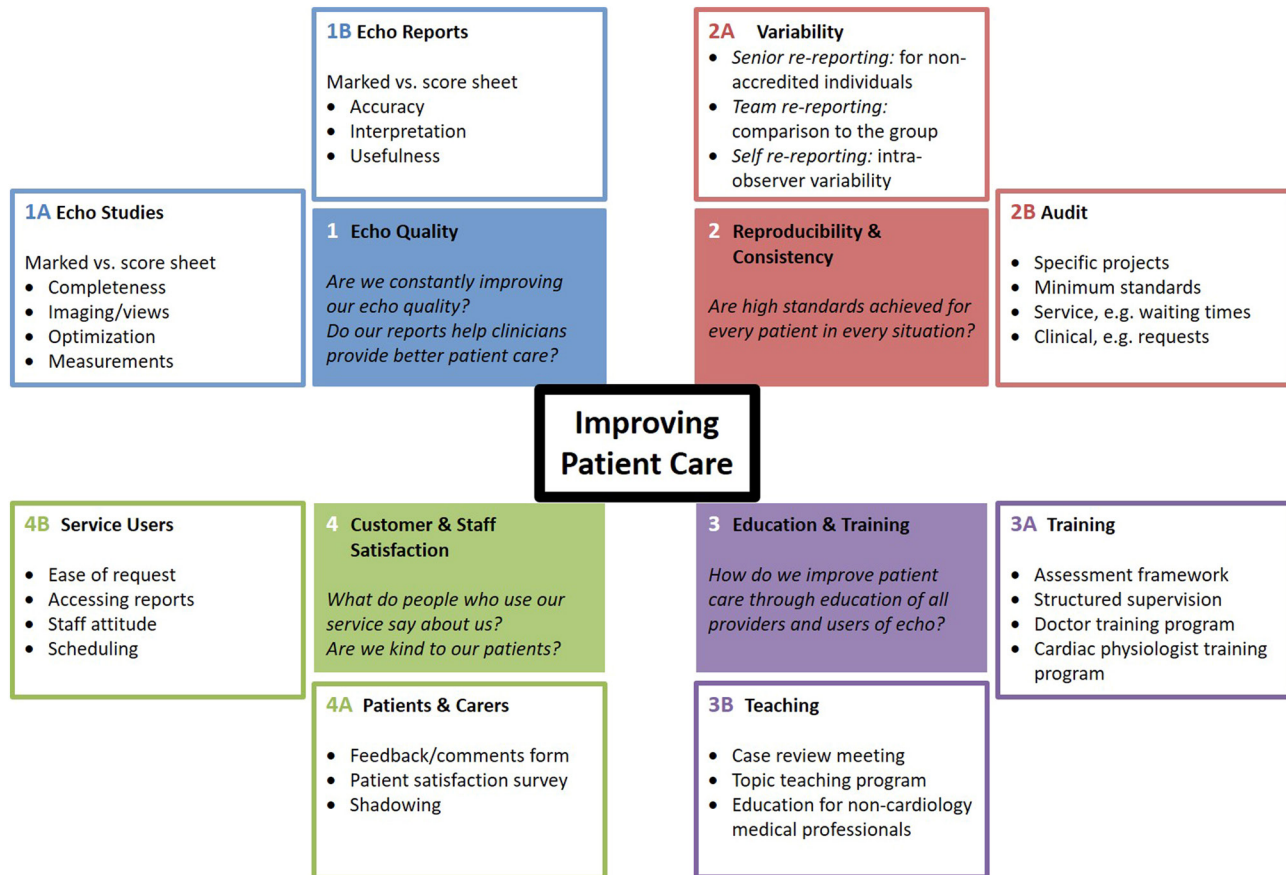 1B Echo Reports
Marked vs. score sheet
• Accuracy
• Interpretation
• Usefulness
2A Variability
• Senior re-reporting: for non-
accredited individuals
• Team re-reporting:
comparison to the group
• Self re-reporting: intra-
observer variability
1A Echo Studies
Marked vs. score sheet
• Completeness
• Imaging/views
• Optimization
• Measurements
1 Echo Quality
Are we constantly improving
our echo quality?
Do our reports help clinicians
provide better patient care?
2 Reproducibility &
Consistency
Are high standards achieved for
every patient in every situation?
2B Audit
• Specific projects
• Minimum standards
• Service, e.g. waiting times
• Clinical, e.g. requests
Improving
Patient Care
4B Service Users
• Ease of request
• Accessing reports
• Staff attitude
• Scheduling
4 Customer & Staff
Satisfaction
What do people who use our
service say about us?
Are we kind to our patients?
3 Education & Training
How do we improve patient
care through education of all
providers and users of echo?
3A Training
• Assessment framework
• Structured supervision
• Doctor training program
• Cardiac physiologist training
program
4A Patients & Carers
• Feedback/comments form
• Patient satisfaction survey
• Shadowing
3B Teaching
• Case review meeting
• Topic teaching program
• Education for non-cardiology
medical professionals